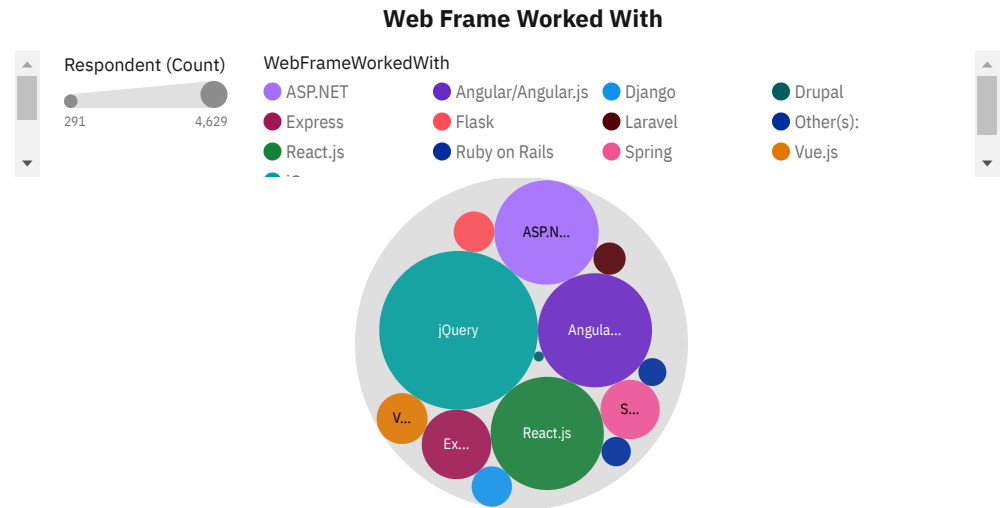 Web Frame Worked With
Respondent (Count)
291 4,629
WebFrameWorkedWith
ASP.NET Angular/Angular.js Django Drupal
Express Flask Laravel Other(s):
React.js Ruby on Rails Spring Vue.js
ASP.N...
jQuery
Angula...
S...
V...
Ex...
React.js